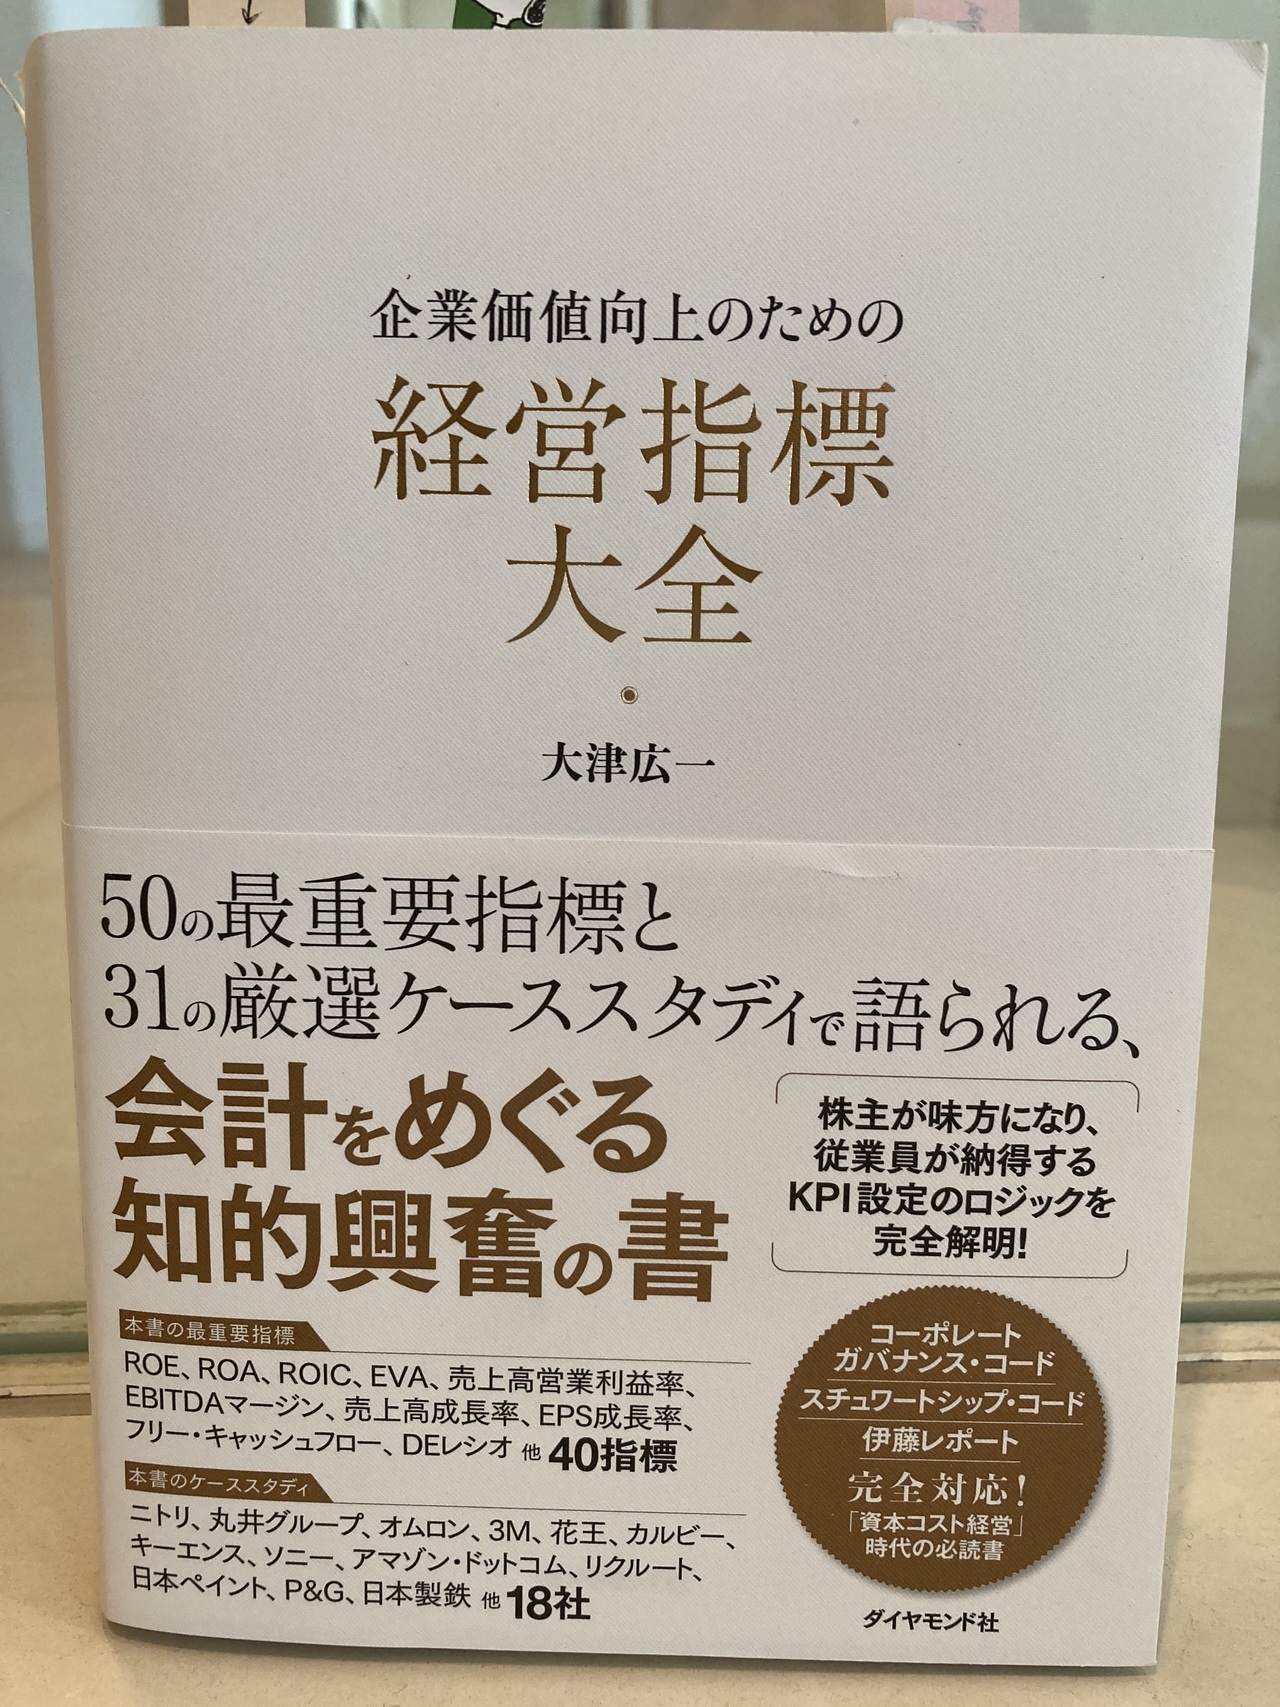 企業価値向上のための
経営指標
大全
大津広一
50の最重要指標と
31の厳選ケーススタディで語られる、
会計をめぐる
知的興奮の書
株主が味方になり、
従業員が納得する
KPI設定のロジックを
完全解明!
本書の最重要指標
ROE、ROA、ROIC、EVA、売上高営業利益率、
EBITDAマージン、売上高成長率、EPS成長率、
フリー・キャッシュフロー、DEレシオ 他 40指標
本書のケーススタディ
ニトリ、丸井グループ、オムロン、3M、花王、カルビー、
キーエンス、ソニー、アマゾン・ドットコム、リクルート、
日本ペイント、P&G、日本製鉄 他 18社
コーポレート
ガバナンス・コード
スチュワートシップ・コード
伊藤レポート
完全対応!
「資本コスト経営」
時代の必読書
ダイヤモンド社